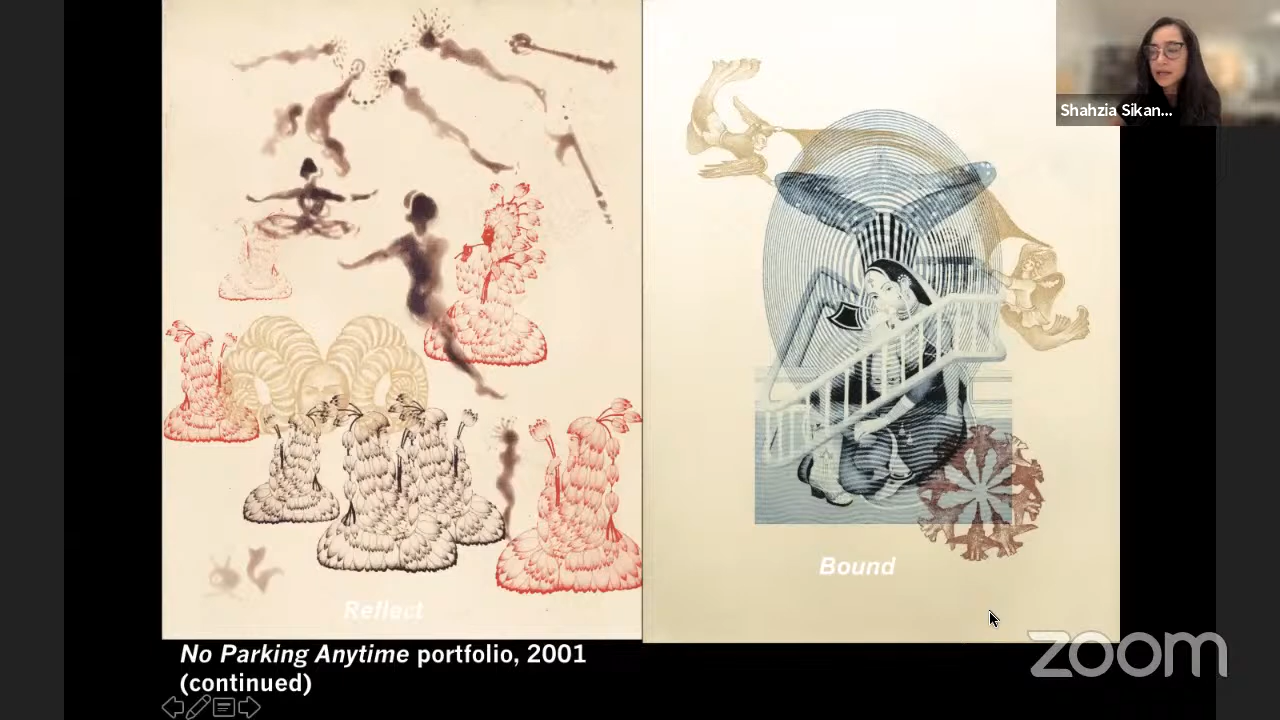 Shahzia Sikan...
Reflect
Bound
No Parking Anytime portfolio, 2001
(continued)
zoom